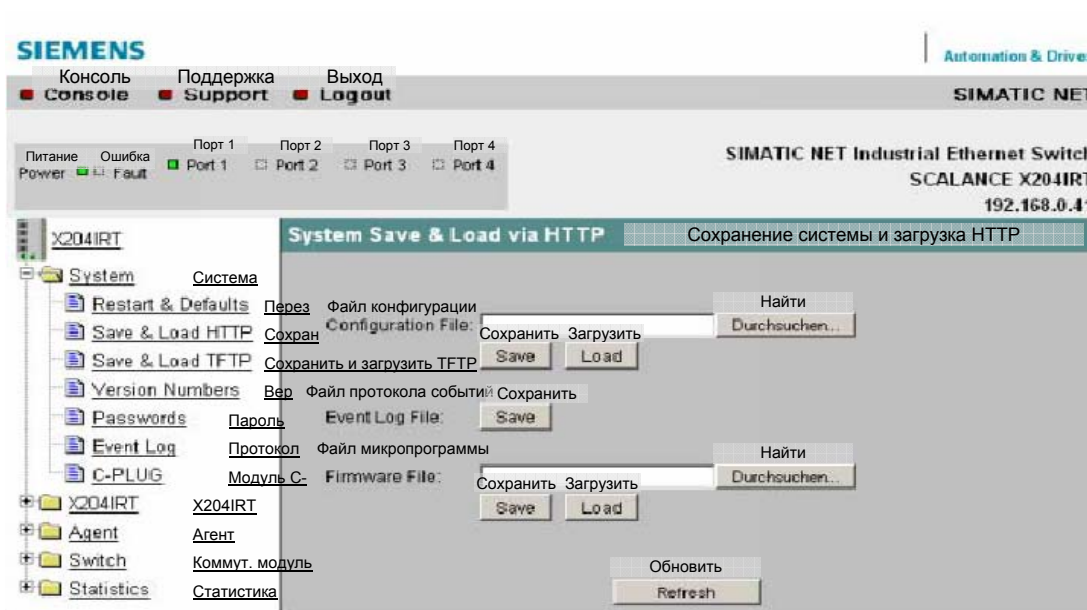 SIEMENS
Automation & Drive
Консоль Поддержка Выход
Console Support Logout
SIMATIC NET
Порт 1 Порт 2 Порт 3 Порт 4
Питание Ошибка
Power Fault Port 1 Port 2 Port 3 Port 4
SIMATIC NET Industrial Ethernet Switch
SCALANCE X204IRT
192.168.0.41
X204IRT
System Save & Load via HTTP Сохранение системы и загрузка HTTP
System Система
Restart & Defaults Перез Файл конфигурации Найти
Save & Load HTTP Сохран Configuration File: Durchsuchen...
Сохранить Загрузить
Save & Load TFTP Сохранить и загрузить TFTP Save Load
Version Numbers Вер Файл протокола событий Сохранить
Passwords Пароль Event Log File: Save
Event Log Протокол Файл микропрограммы Найти
C-PLUG Модуль C- Firmware File: Durchsuchen...
Сохранить Загрузить
X204IRT X204IRT Save Load
Agent Агент
Switch Коммут. модуль Обновить
Statistics Статистика Refresh